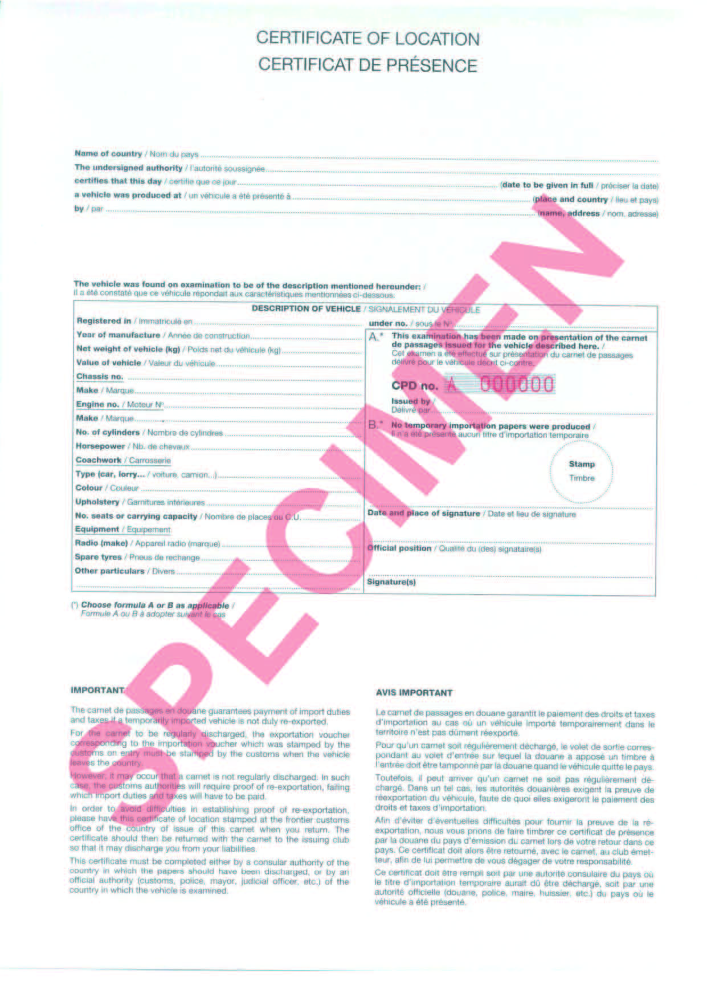 CERTIFICATE OF LOCATION
CERTIFICAT DE PRÉSENCE
Name of country / Nom du pays
The undersigned authority / l'autorité soussignée
certifies that this day / certifie que ce jour (date to be given in full / préciser la date)
a vehicle was produced at / un véhicule a été présenté à (place and country / lieu et pays)
by / par (name, address / nom, adresse)
The vehicle was found on examination to be of the description mentioned hereunder: /
Il a été constaté que ce véhicule répondait aux caractéristiques mentionnées ci-dessous:
DESCRIPTION OF VEHICLE / SIGNALEMENT DU VÉHICULE
Registered in / Immatriculé en
Year of manufacture / Année de construction
Net weight of vehicle (kg) / Poids net du véhicule (kg)
Value of vehicle / Valeur du véhicule
Chassis no.
Make / Marque
Engine no. / Moteur N°
Make / Marque
No. of cylinders / Nombre de cylindres
Horsepower / Nb. de chevaux
Coachwork / Carrosserie
Type (car, lorry... / voiture, camion...)
Colour / Couleur
Upholstery / Garnitures intérieures
No. seats or carrying capacity / Nombre de places ou C.U.
Equipment / Equipement
Radio (make) / Appareil radio (marque)
Spare tyres / Pneus de rechange
Other particulars / Divers
under no. / sous le N°
A.* This examination has been made on presentation of the carnet
de passages issued for the vehicle described here. /
Cet examen a été effectué sur présentation du carnet de passages
délivré pour le véhicule décrit ci-contre.
CPD no. A 000000
Issued by /
Délivré par
B.* No temporary importation papers were produced /
Il n'a été présenté aucun titre d'importation temporaire
Stamp
Timbre
Date and place of signature / Date et lieu de signature
Official position / Qualité du (des) signataire(s)
Signature(s)
(*) Choose formula A or B as applicable /
Formule A ou B à adopter suivant le cas
SPECIMEN
IMPORTANT
The carnet de passages en douane guarantees payment of import duties
and taxes if a temporarily imported vehicle is not duly re-exported.
For the carnet to be regularly discharged, the exportation voucher
corresponding to the importation voucher which was stamped by the
customs on entry must be stamped by the customs when the vehicle
leaves the country.
However, it may occur that a carnet is not regularly discharged. In such
case, the customs authorities will require proof of re-exportation, failing
which import duties and taxes will have to be paid.
In order to avoid difficulties in establishing proof of re-exportation,
please have this certificate of location stamped at the frontier customs
office of the country of issue of this carnet when you return. The
certificate should then be returned with the carnet to the issuing club
so that it may discharge you from your liabilities.
This certificate must be completed either by a consular authority of the
country in which the papers should have been discharged, or by an
official authority (customs, police, mayor, judicial officer, etc.) of the
country in which the vehicle is examined.
AVIS IMPORTANT
Le carnet de passages en douane garantit le paiement des droits et taxes
d'importation au cas où un véhicule importé temporairement dans le
territoire n'est pas dûment réexporté.
Pour qu'un carnet soit régulièrement déchargé, le volet de sortie corres-
pondant au volet d'entrée sur lequel la douane a apposé un timbre à
l'entrée doit être tamponné par la douane quand le véhicule quitte le pays.
Toutefois, il peut arriver qu'un carnet ne soit pas régulièrement dé-
chargé. Dans un tel cas, les autorités douanières exigent la preuve de
réexportation du véhicule, faute de quoi elles exigeront le paiement des
droits et taxes d'importation.
Afin d'éviter d'éventuelles difficultés pour fournir la preuve de la ré-
exportation, nous vous prions de faire timbrer ce certificat de présence
par la douane du pays d'émission du carnet lors de votre retour dans ce
pays. Ce certificat doit alors être retourné, avec le carnet, au club émet-
teur, afin de lui permettre de vous dégager de votre responsabilité.
Ce certificat doit être rempli soit par une autorité consulaire du pays où
le titre d'importation temporaire aurait dû être déchargé, soit par une
autorité officielle (douane, police, maire, huissier, etc.) du pays où le
véhicule a été présenté.